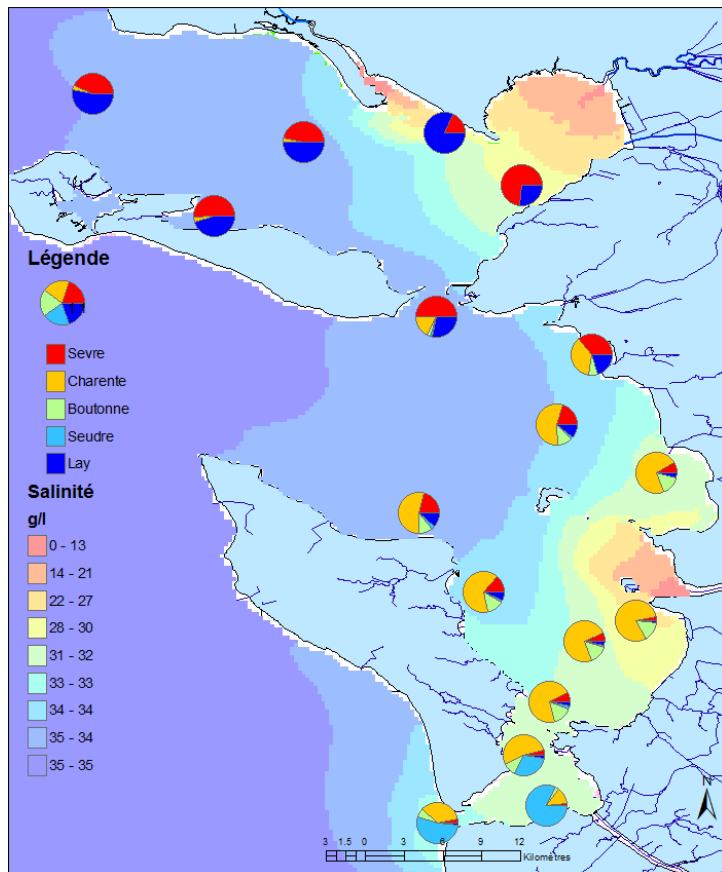 Légende
Sevre
Charente
Boutonne
Seudre
Lay
Salinité
g/l
0 - 13
14 - 21
22 - 27
28 - 30
31 - 32
33 - 33
34 - 34
35 - 34
35 - 35
N
3 1.5 0 3 6 9 12
Kilomètres